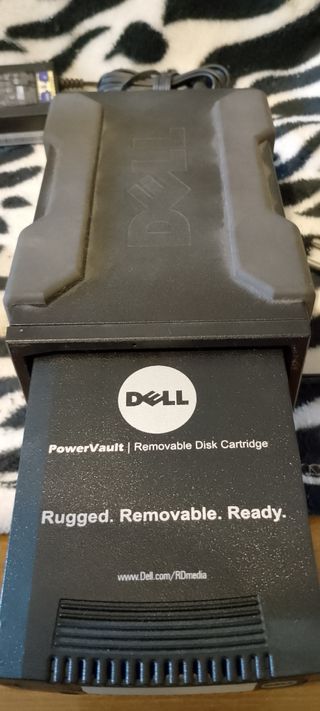 DELL
DELL
PowerVault | Removable Disk Cartridge
Rugged. Removable. Ready.
www.Dell.com/RDmedia